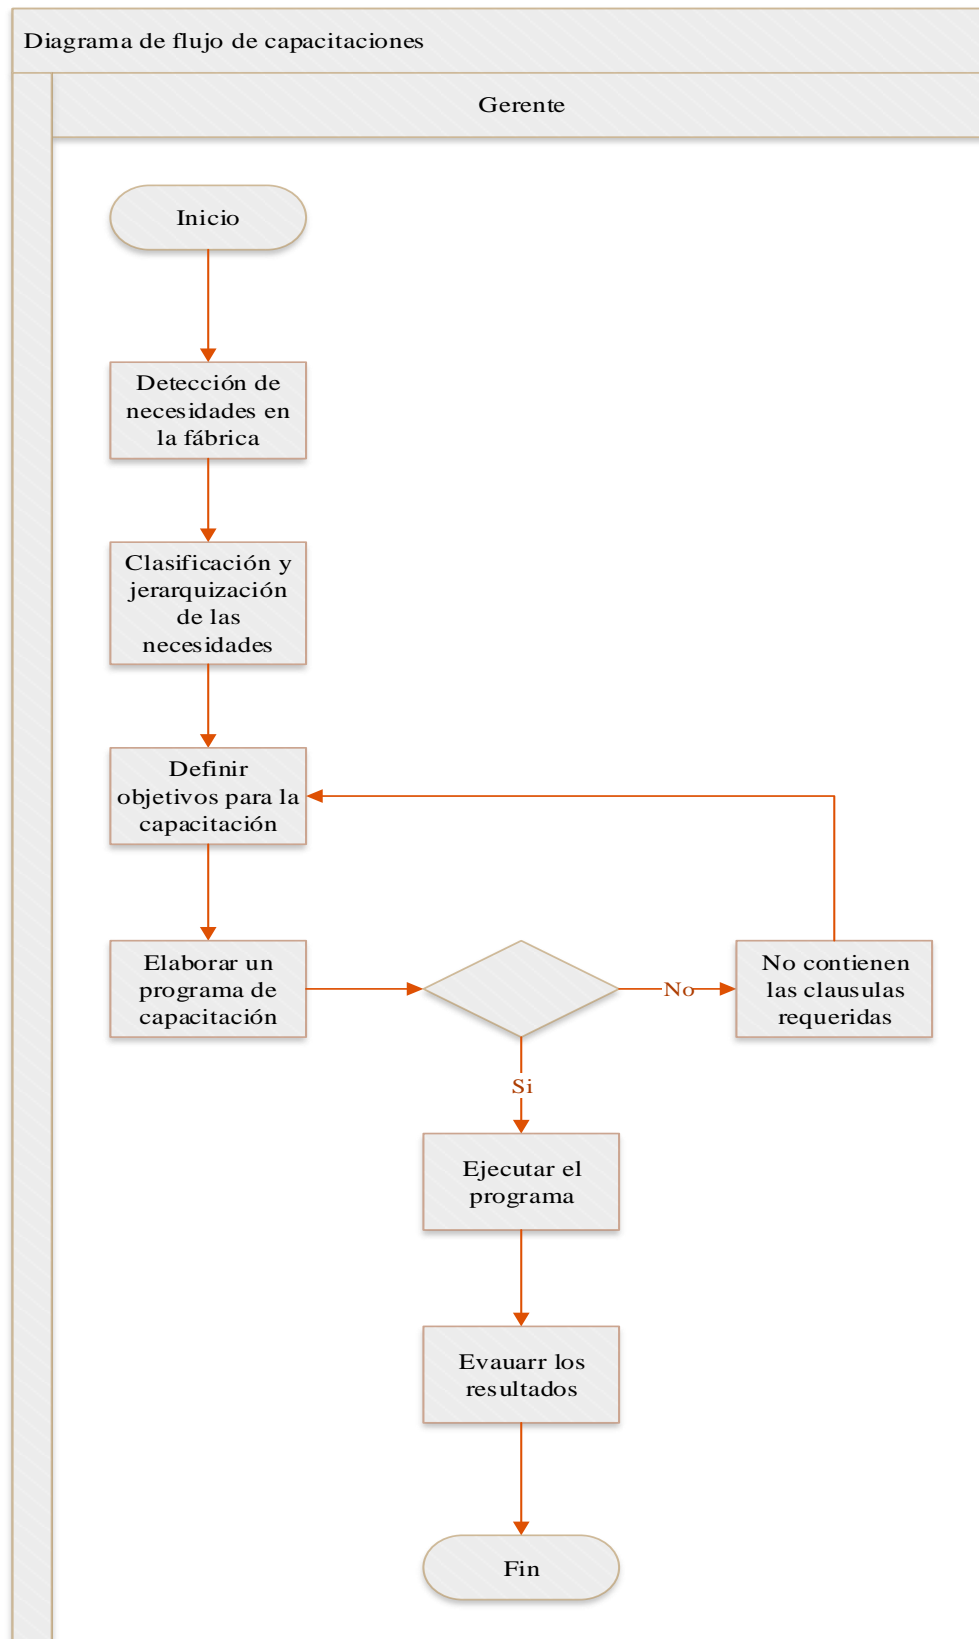 Diagrama de flujo de capacitaciones
Gerente
Inicio
Detección de
necesidades en
la fábrica
Clasificación y
jerarquización
de las
necesidades
Definir
objetivos para la
capacitación
Elaborar un
programa de
capacitación
No
No contienen
las clausulas
requeridas
Si
Ejecutar el
programa
Evauarr los
resultados
Fin